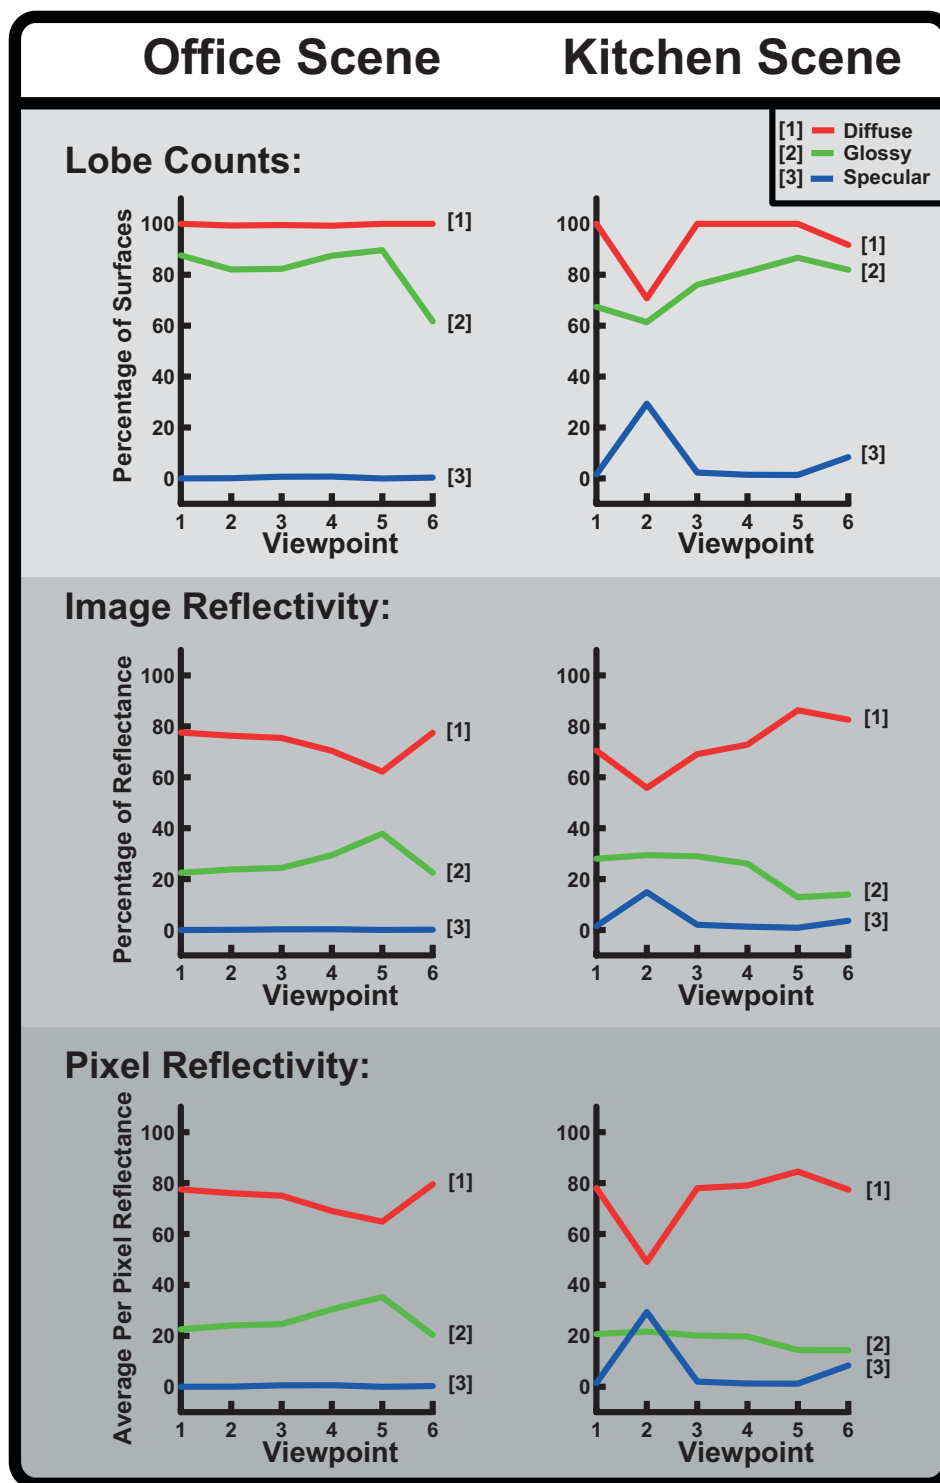 Office Scene Kitchen Scene
[1] Diffuse
[2] Glossy
[3] Specular
Lobe Counts:
Percentage of Surfaces
100
80
60
40
20
0
1 2 3 4 5 6
Viewpoint
[1]
[2]
[3]
100
80
60
40
20
0
1 2 3 4 5 6
Viewpoint
[1]
[2]
[3]
Image Reflectivity:
Percentage of Reflectance
100
80
60
40
20
0
1 2 3 4 5 6
Viewpoint
[1]
[2]
[3]
100
80
60
40
20
0
1 2 3 4 5 6
Viewpoint
[1]
[2]
[3]
Pixel Reflectivity:
Average Per Pixel Reflectance
100
80
60
40
20
0
1 2 3 4 5 6
Viewpoint
[1]
[2]
[3]
100
80
60
40
20
0
1 2 3 4 5 6
Viewpoint
[1]
[2]
[3]